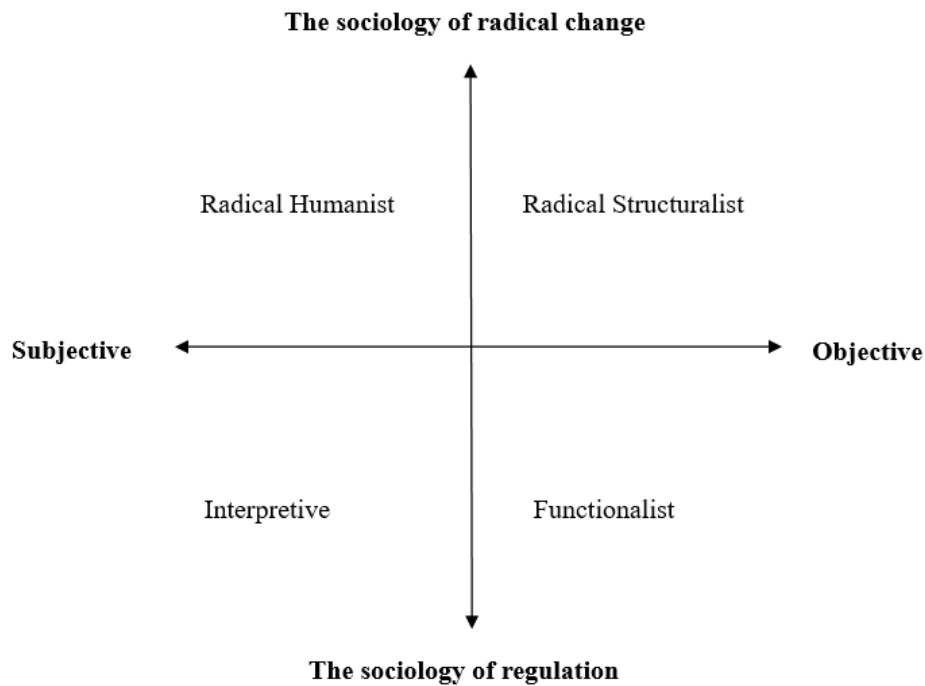 The sociology of radical change
Radical Humanist
Radical Structuralist
Subjective
Objective
Interpretive
Functionalist
The sociology of regulation